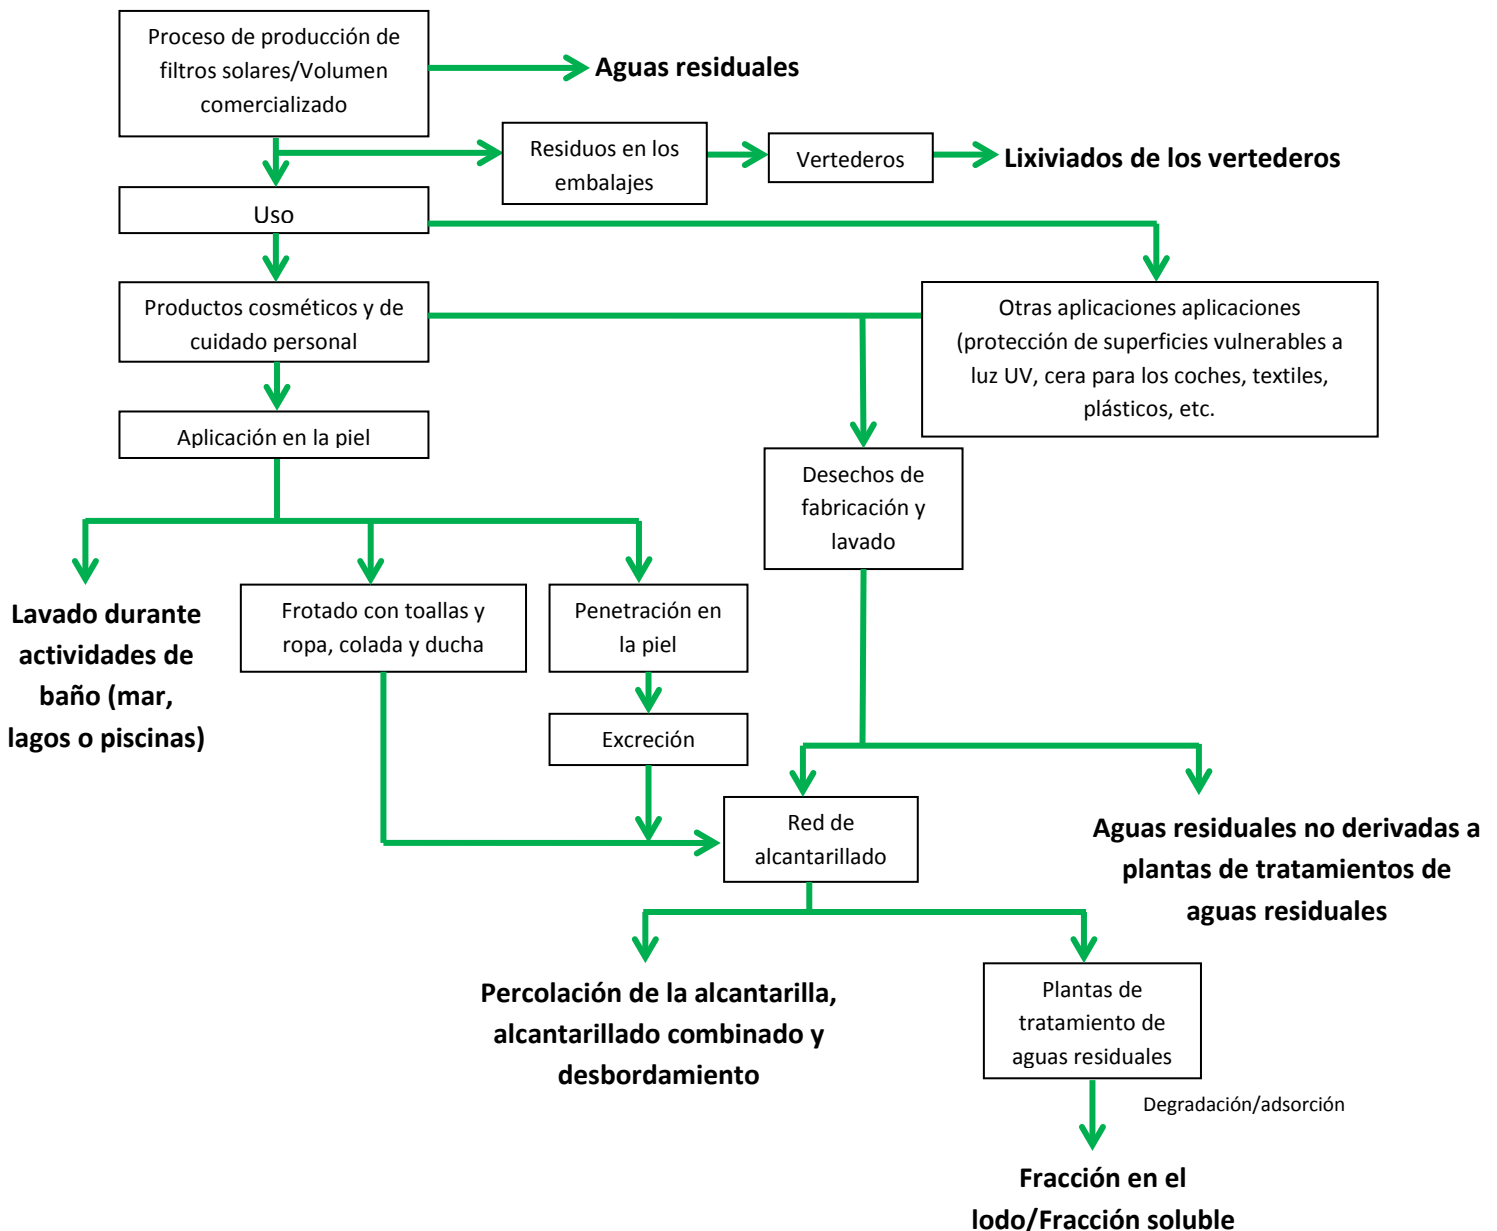 Proceso de producción de
filtros solares/Volumen
comercializado
Aguas residuales
Residuos en los
embalajes
Vertederos
Lixiviados de los vertederos
Uso
Productos cosméticos y de
cuidado personal
Otras aplicaciones aplicaciones
(protección de superficies vulnerables a
luz UV, cera para los coches, textiles,
plásticos, etc.
Aplicación en la piel
Desechos de
fabricación y
lavado
Lavado durante
actividades de
baño (mar,
lagos o piscinas)
Frotado con toallas y
ropa, colada y ducha
Penetración en
la piel
Excreción
Red de
alcantarillado
Aguas residuales no derivadas a
plantas de tratamientos de
aguas residuales
Percolación de la alcantarilla,
alcantarillado combinado y
desbordamiento
Plantas de
tratamiento de
aguas residuales
Degradación/adsorción
Fracción en el
lodo/Fracción soluble